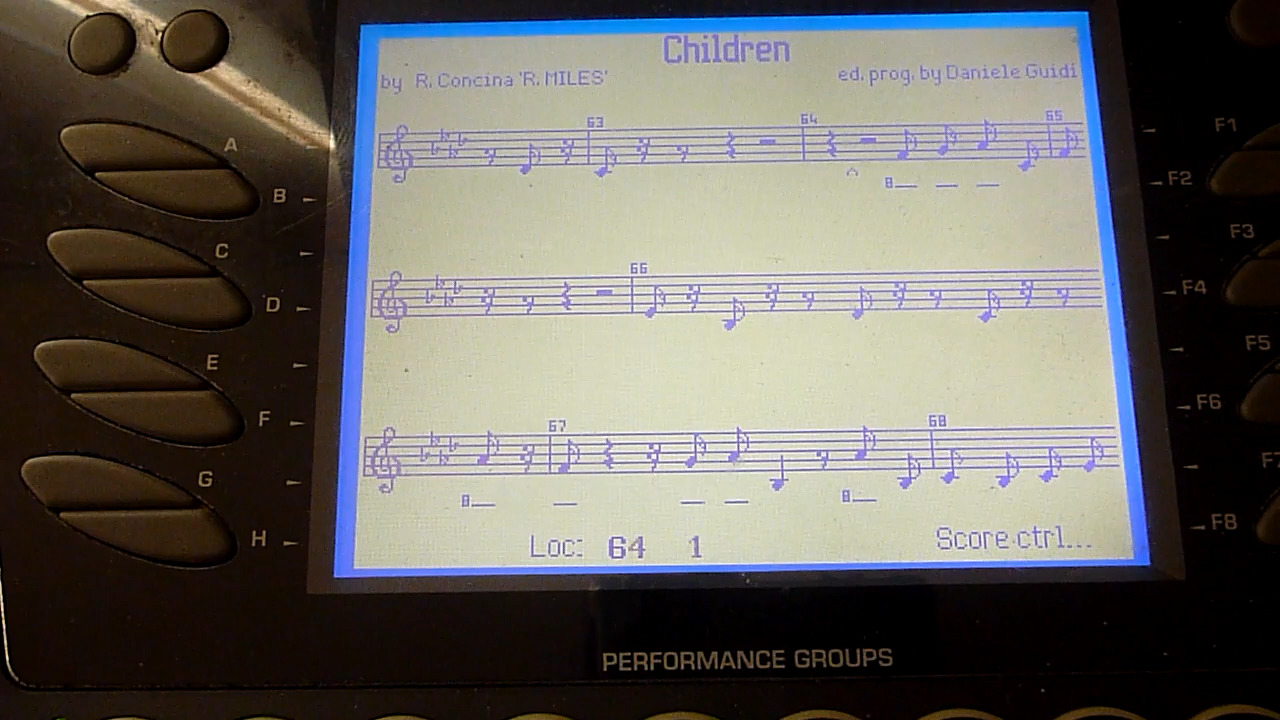 Children
by R. Concina 'R. MILES' ed. prog. by Daniele Guidi
63 64 65
8
66
67 68
8 8
Loc: 64 1 Score ctrl...
A
B
C
D
E
F
G
H
F1
F2
F3
F4
F5
F6
F7
F8
PERFORMANCE GROUPS